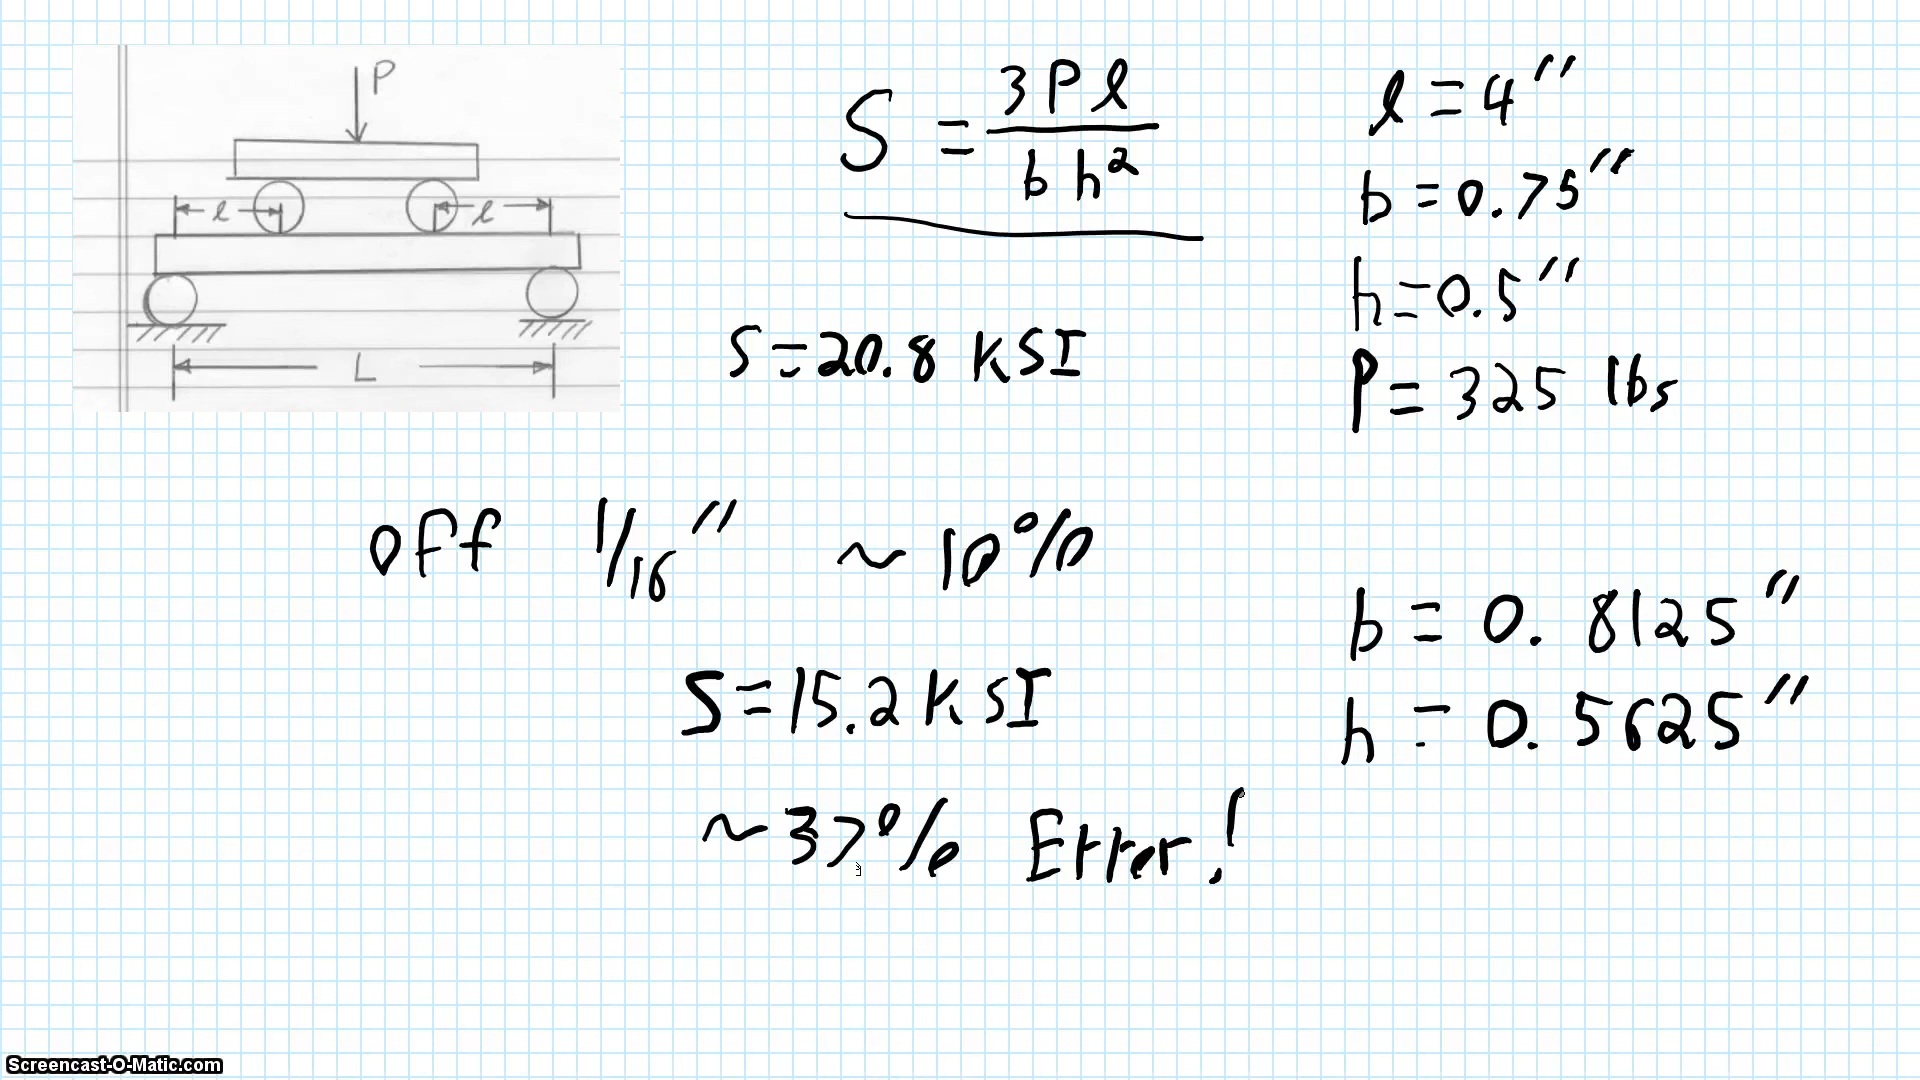 P
l l
L
S = 3Pl / bh²
l = 4"
b = 0.75"
h = 0.5"
P = 325 lbs
S = 20.8 KSI
off 1/16" ~ 10%
b = 0.8125"
h = 0.5625"
S = 15.2 KSI
~ 37% Error!
Screencast-O-Matic.com